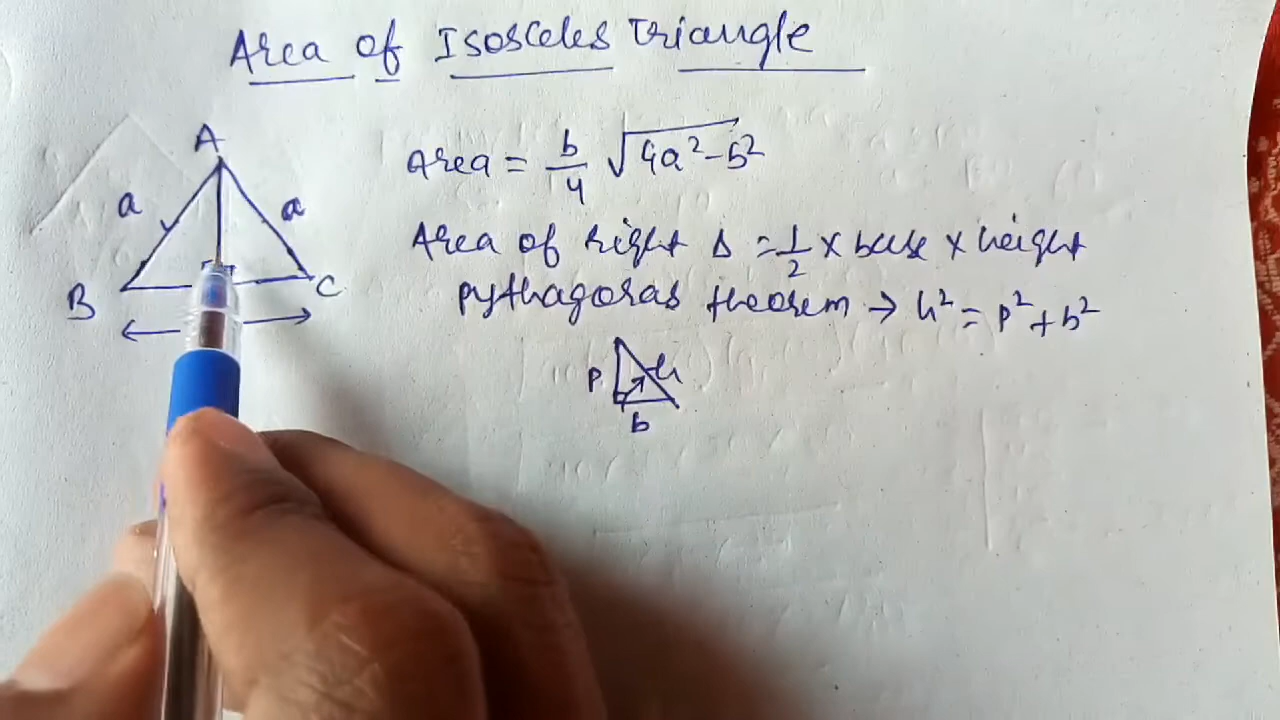 Area of Isosceles Triangle
A
a
a
B
C
Area = b/4 √4a²-b²
Area of right Δ = 1/2 × base × height
pythagoras theorem → h² = p² + b²
p
h
b